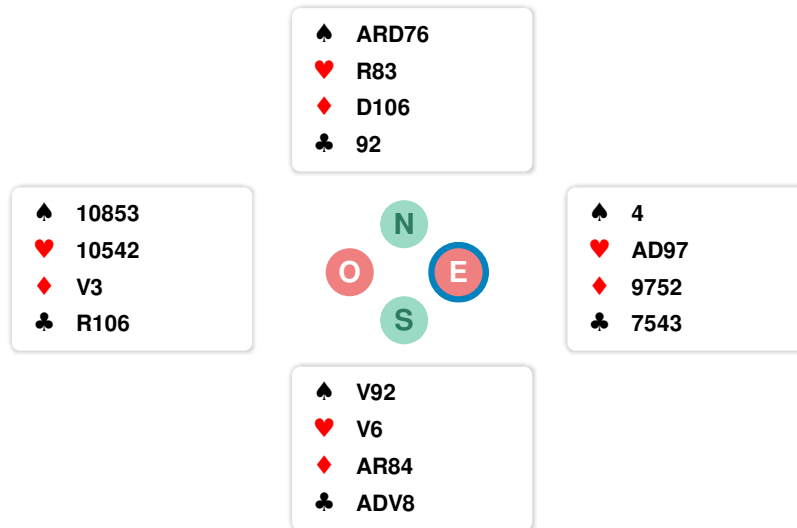 ♠ ARD76
♥ R83
♦ D106
♣ 92
♠ 10853
♥ 10542
♦ V3
♣ R106
N
O
E
S
♠ 4
♥ AD97
♦ 9752
♣ 7543
♠ V92
♥ V6
♦ AR84
♣ ADV8